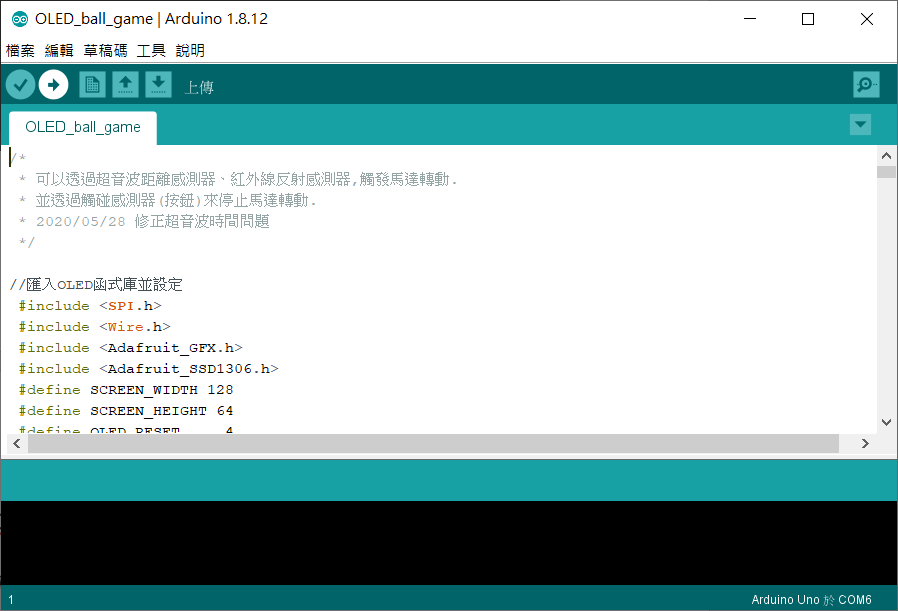 OLED_ball_game | Arduino 1.8.12
檔案 編輯 草稿碼 工具 說明
上傳
OLED_ball_game
/*
* 可以透過超音波距離感測器、紅外線反射感測器,觸發馬達轉動.
* 並透過觸碰感測器(按鈕)來停止馬達轉動.
* 2020/05/28 修正超音波時間問題
*/
//匯入OLED函式庫並設定
#include <SPI.h>
#include <Wire.h>
#include <Adafruit_GFX.h>
#include <Adafruit_SSD1306.h>
#define SCREEN_WIDTH 128
#define SCREEN_HEIGHT 64
#define OLED_RESET 4
1
Arduino Uno 於 COM6